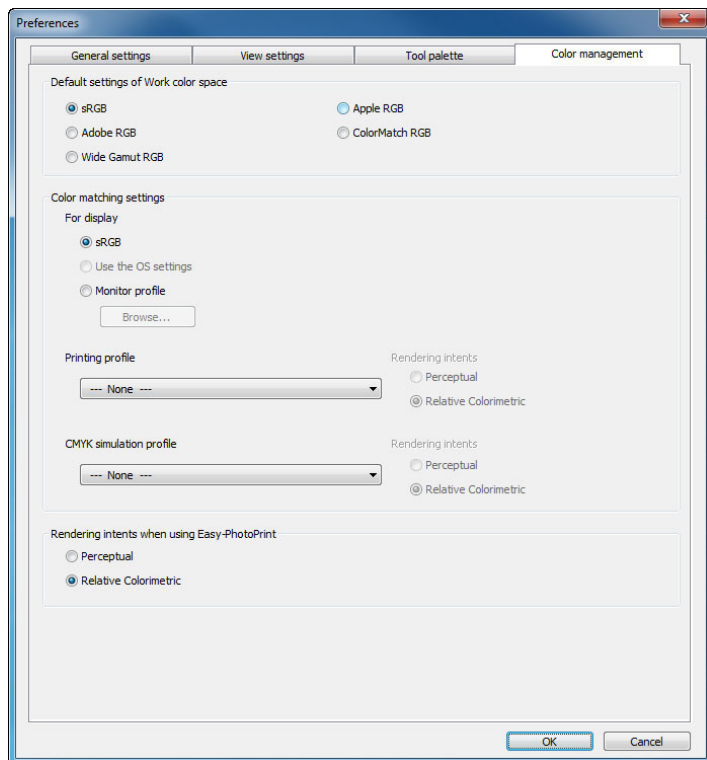 Preferences
General settings View settings Tool palette Color management
Default settings of Work color space
sRGB Apple RGB
Adobe RGB ColorMatch RGB
Wide Gamut RGB
Color matching settings
For display
sRGB
Use the OS settings
Monitor profile
Browse...
Printing profile Rendering intents
--- None --- Perceptual
Relative Colorimetric
CMYK simulation profile Rendering intents
--- None --- Perceptual
Relative Colorimetric
Rendering intents when using Easy-PhotoPrint
Perceptual
Relative Colorimetric
OK Cancel